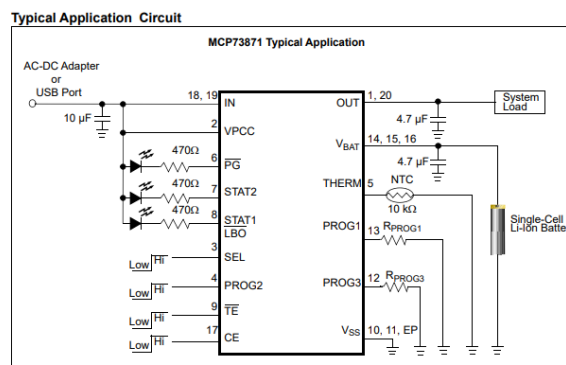 Typical Application Circuit
MCP73871 Typical Application
AC-DC Adapter
or
USB Port
10 µF
18, 19
IN
2
VPCC
470Ω
6
PG
470Ω
7
STAT2
470Ω
8
STAT1
LBO
3
SEL
Low Hi
4
PROG2
Low Hi
9
TE
Low Hi
17
CE
Low Hi
OUT
1, 20
System
Load
4.7 µF
VBAT
14, 15, 16
4.7 µF
THERM
5
NTC
10 kΩ
PROG1
13
RPROG1
PROG3
12
RPROG3
VSS
10, 11, EP
Single-Cell
Li-Ion Batte